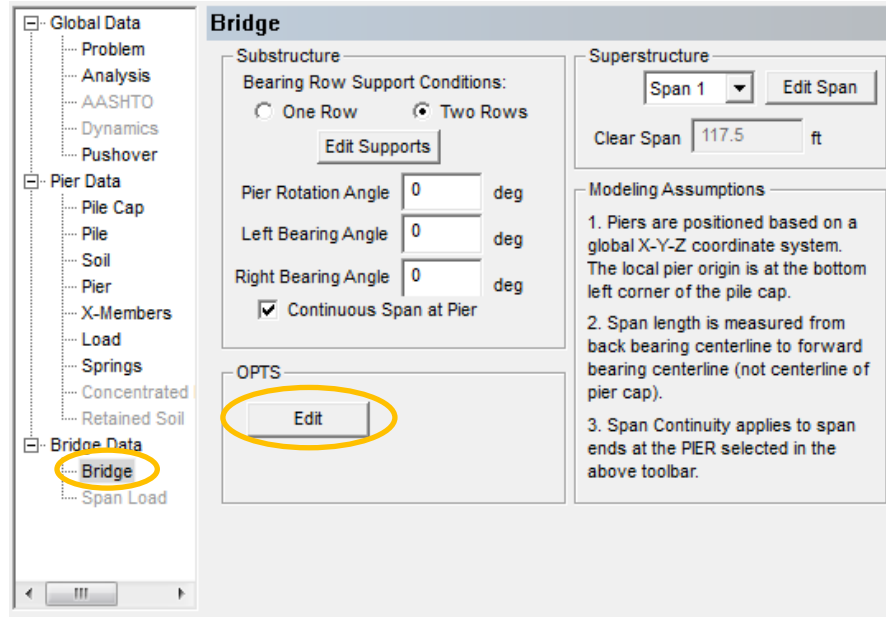 Global Data
Problem
Analysis
AASHTO
Dynamics
Pushover
Pier Data
Pile Cap
Pile
Soil
Pier
X-Members
Load
Springs
Concentrated
Retained Soil
Bridge Data
Bridge
Span Load
Bridge
Substructure
Bearing Row Support Conditions:
One Row Two Rows
Edit Supports
Pier Rotation Angle 0 deg
Left Bearing Angle 0 deg
Right Bearing Angle 0 deg
Continuous Span at Pier
OPTS
Edit
Superstructure
Span 1 Edit Span
Clear Span 117.5 ft
Modeling Assumptions
1. Piers are positioned based on a
global X-Y-Z coordinate system.
The local pier origin is at the bottom
left corner of the pile cap.
2. Span length is measured from
back bearing centerline to forward
bearing centerline (not centerline of
pier cap).
3. Span Continuity applies to span
ends at the PIER selected in the
above toolbar.